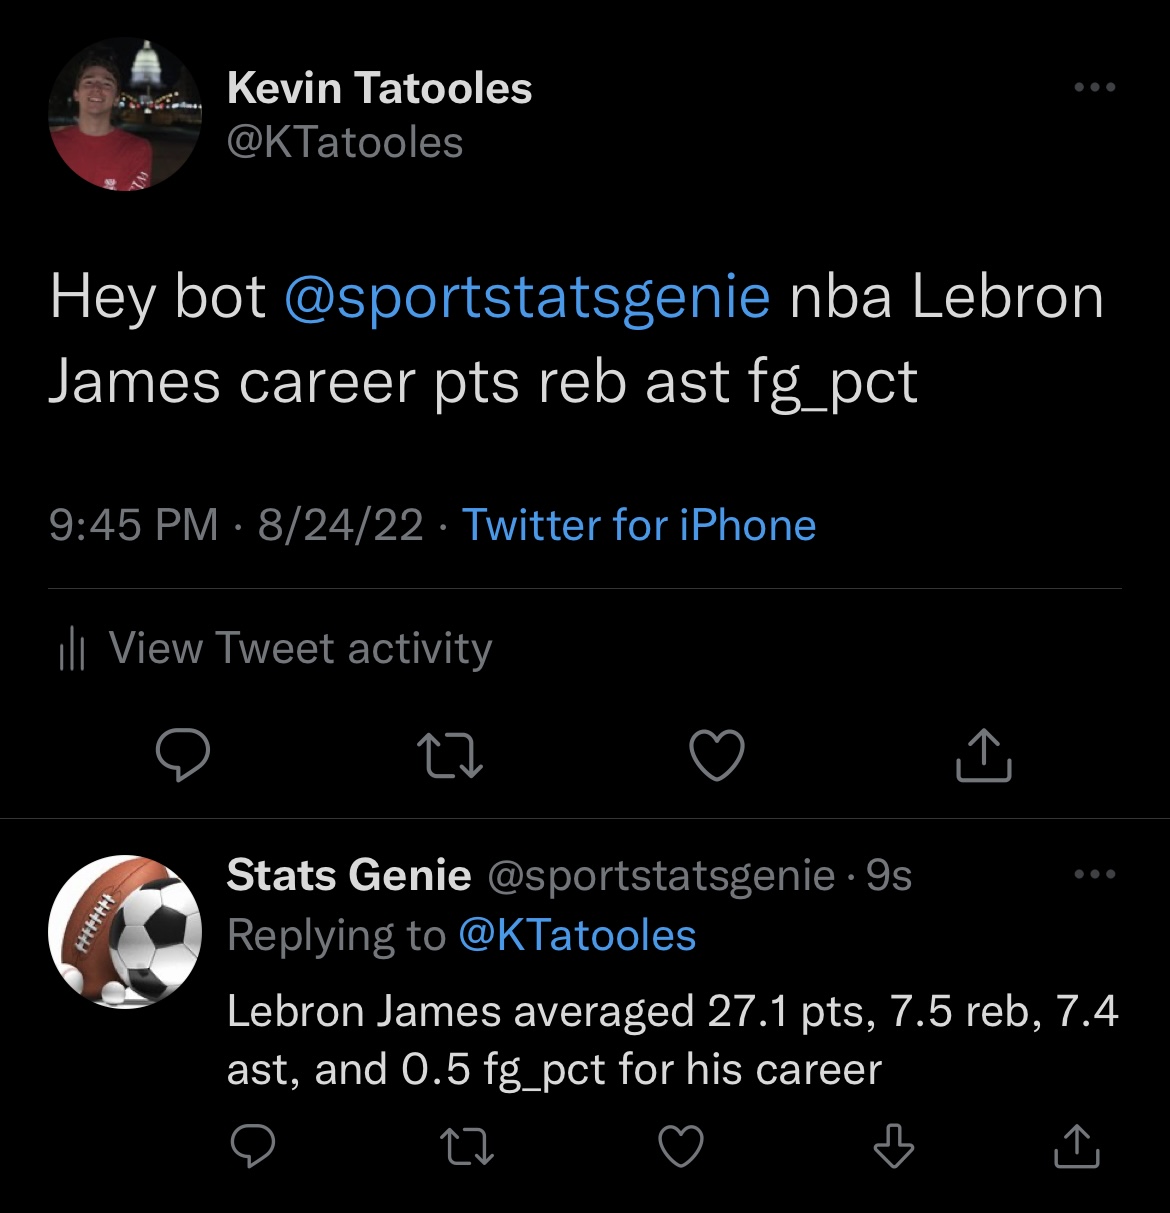 Kevin Tatooles
@KTatooles
Hey bot @sportstatsgenie nba Lebron
James career pts reb ast fg_pct
9:45 PM · 8/24/22 · Twitter for iPhone
View Tweet activity
Stats Genie @sportstatsgenie · 9s
Replying to @KTatooles
Lebron James averaged 27.1 pts, 7.5 reb, 7.4
ast, and 0.5 fg_pct for his career